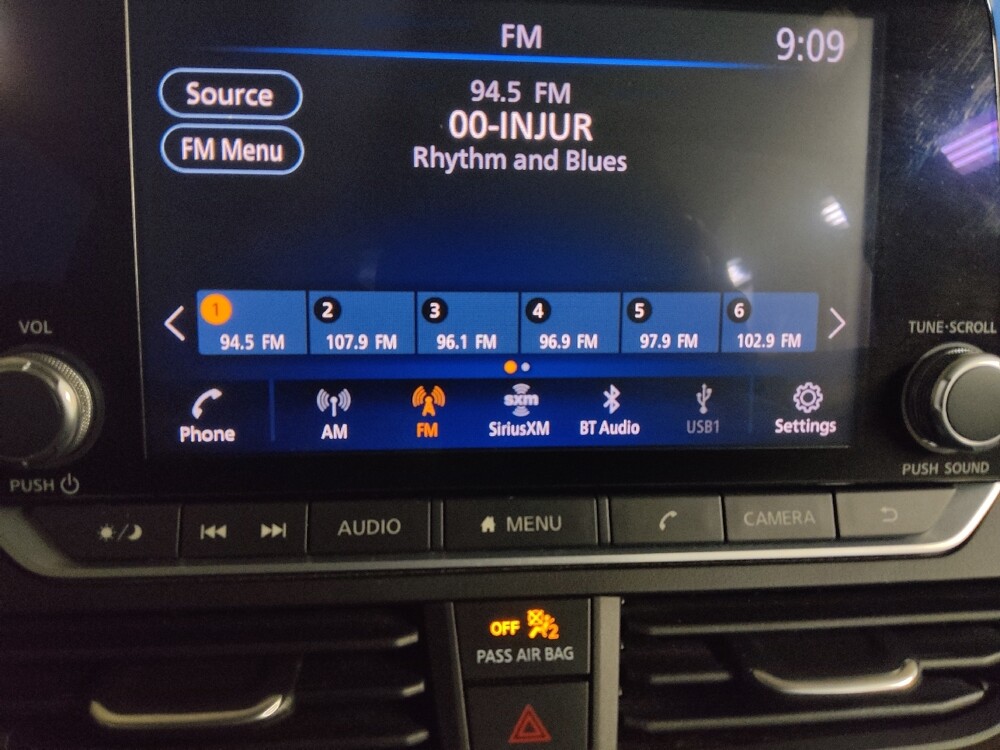 FM
9:09
Source
94.5 FM
00-INJUR
FM Menu
Rhythm and Blues
VOL
TUNE·SCROLL
1
2
3
4
5
6
94.5 FM
107.9 FM
96.1 FM
96.9 FM
97.9 FM
102.9 FM
Phone
AM
FM
sxm
SiriusXM
BT Audio
USB1
Settings
PUSH
PUSH SOUND
AUDIO
MENU
CAMERA
OFF 2
PASS AIR BAG